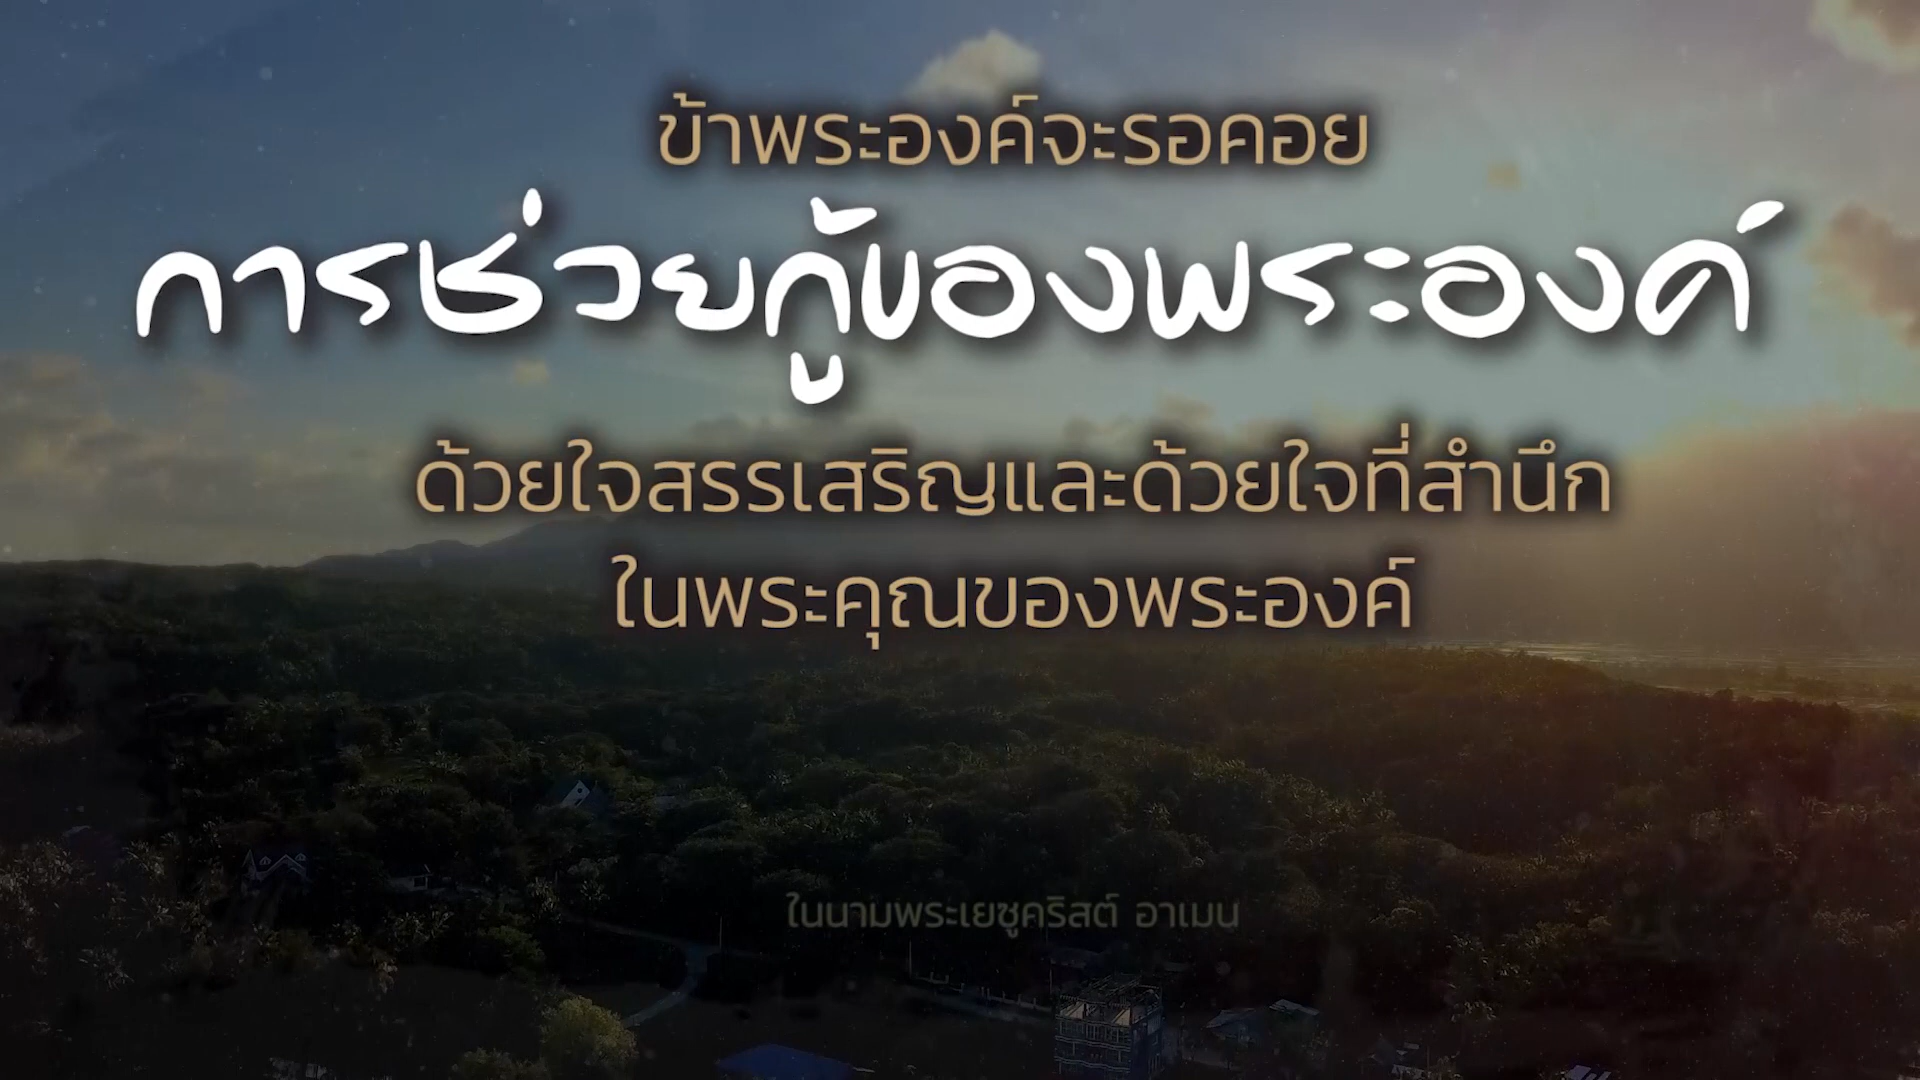 ข้าพระองค์จะรอคอย
การช่วยกู้ของพระองค์
ด้วยใจสรรเสริญและด้วยใจที่สำนึก
ในพระคุณของพระองค์
ในนามพระเยซูคริสต์ อาเมน